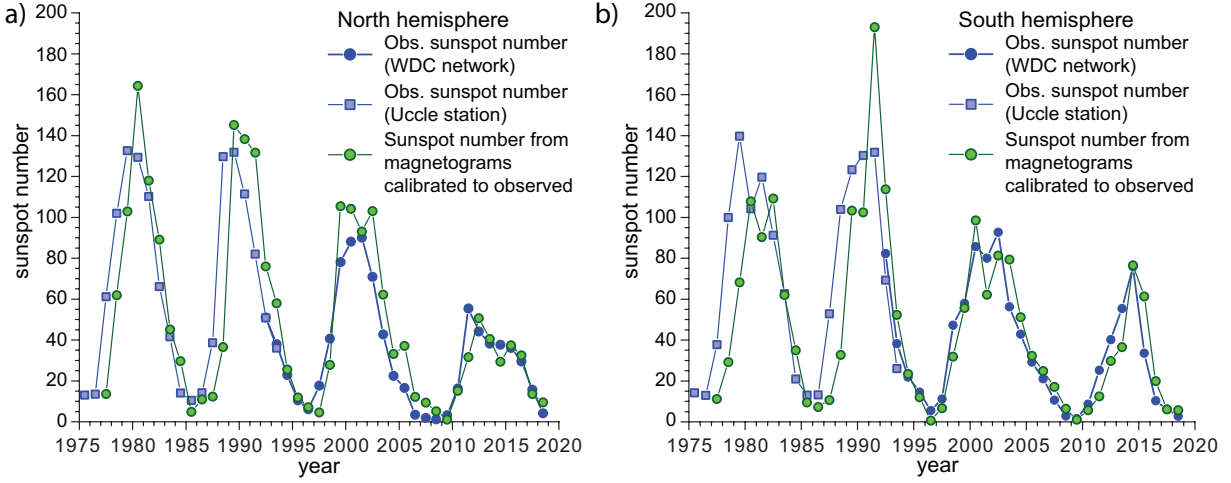 a)
North hemisphere
Obs. sunspot number
(WDC network)
Obs. sunspot number
(Uccle station)
Sunspot number from
magnetograms
calibrated to observed
sunspot number
200
180
160
140
120
100
80
60
40
20
0
1975 1980 1985 1990 1995 2000 2005 2010 2015 2020
year
b)
South hemisphere
Obs. sunspot number
(WDC network)
Obs. sunspot number
(Uccle station)
Sunspot number from
magnetograms
calibrated to observed
sunspot number
200
180
160
140
120
100
80
60
40
20
0
1975 1980 1985 1990 1995 2000 2005 2010 2015 2020
year